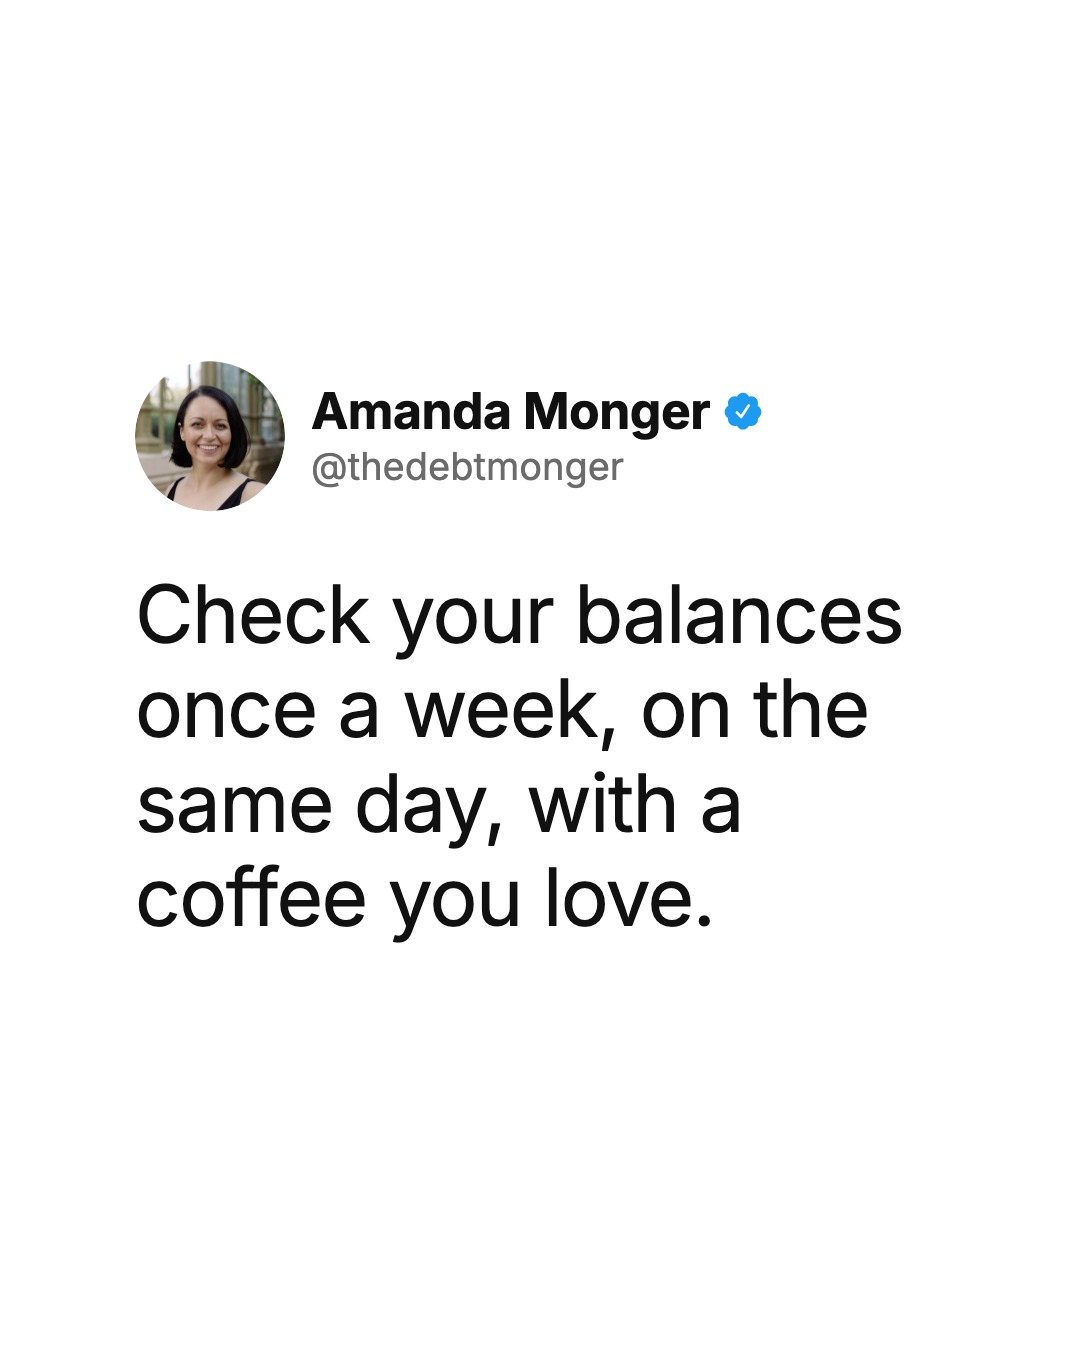 Amanda Monger
@thedebtmonger
Check your balances
once a week, on the
same day, with a
coffee you love.